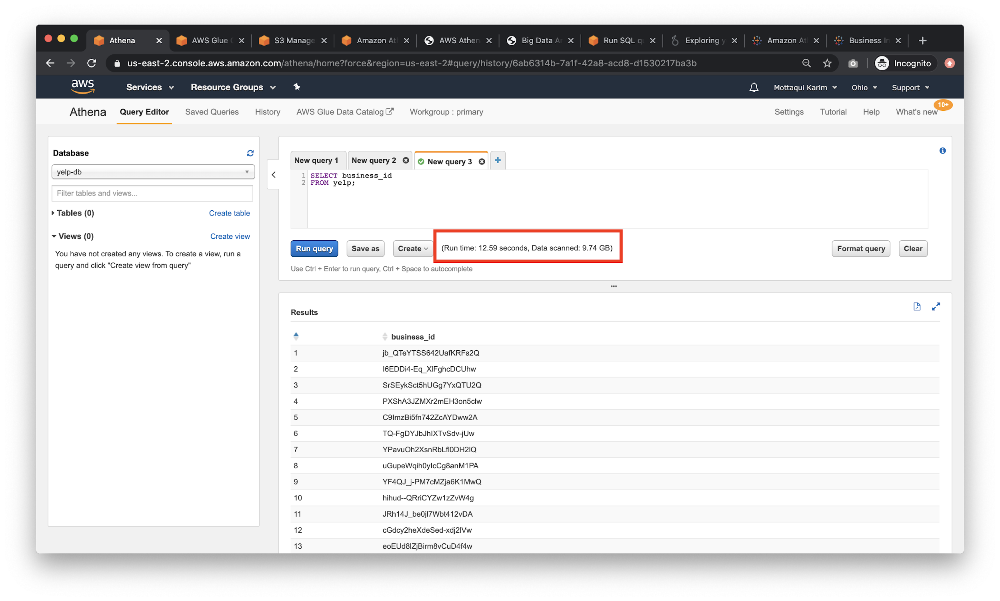 Athena AWS Glue S3 Manage Amazon At AWS Athen Big Data Ar Run SQL Exploring y Amazon At Business In
us-east-2.console.aws.amazon.com/athena/home?force&region=us-east-2#query/history/6ab6314b-7a1f-42a8-acd8-d1530217ba3b Incognito
aws Services Resource Groups Mottaqui Karim Ohio Support
Athena Query Editor Saved Queries History AWS Glue Data Catalog Workgroup : primary Settings Tutorial Help What's new 10+
Database
yelp-db
Filter tables and views...
Tables (0) Create table
Views (0) Create view
You have not created any views. To create a view, run a
query and click "Create view from query"
New query 1 New query 2 New query 3
1 SELECT business_id
2 FROM yelp;
Run query Save as Create (Run time: 12.59 seconds, Data scanned: 9.74 GB) Format query Clear
Use Ctrl + Enter to run query, Ctrl + Space to autocomplete
Results
business_id
1 jb_QTeYTSS642UafKRFs2Q
2 I6EDDi4-Eq_XlFghcDCUhw
3 SrSEykSct5hUGg7YxQTU2Q
4 PXShA3JZMXr2mEH3on5clw
5 C9ImzBi5fn742ZcAYDww2A
6 TQ-FgDYJbJhIXTvSdv-jUw
7 YPavuOh2XsnRbLfl0DH2lQ
8 uGupeWqih0yIcCg8anM1PA
9 YF4QJ_j-PM7cMZja6K1MwQ
10 hihud--QRriCYZw1zZvW4g
11 JRh14J_be0jl7Wbt412vDA
12 cGdcy2heXdeSed-xdj2lVw
13 eoEUd8lZjBirm8vCuD4f4w